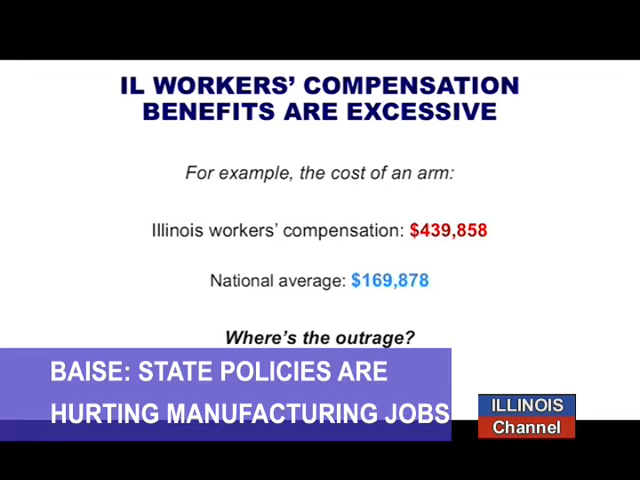 IL WORKERS' COMPENSATION
BENEFITS ARE EXCESSIVE
For example, the cost of an arm:
Illinois workers' compensation: $439,858
National average: $169,878
Where's the outrage?
BAISE: STATE POLICIES ARE
HURTING MANUFACTURING JOBS
ILLINOIS
Channel